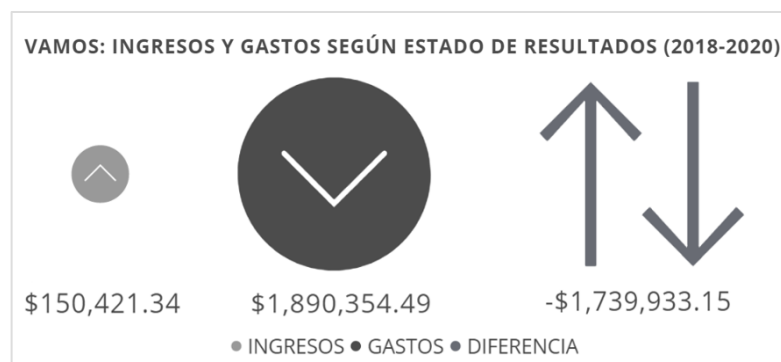 VAMOS: INGRESOS Y GASTOS SEGÚN ESTADO DE RESULTADOS (2018-2020)
$150,421.34 $1,890,354.49 -$1,739,933.15
INGRESOS GASTOS DIFERENCIA